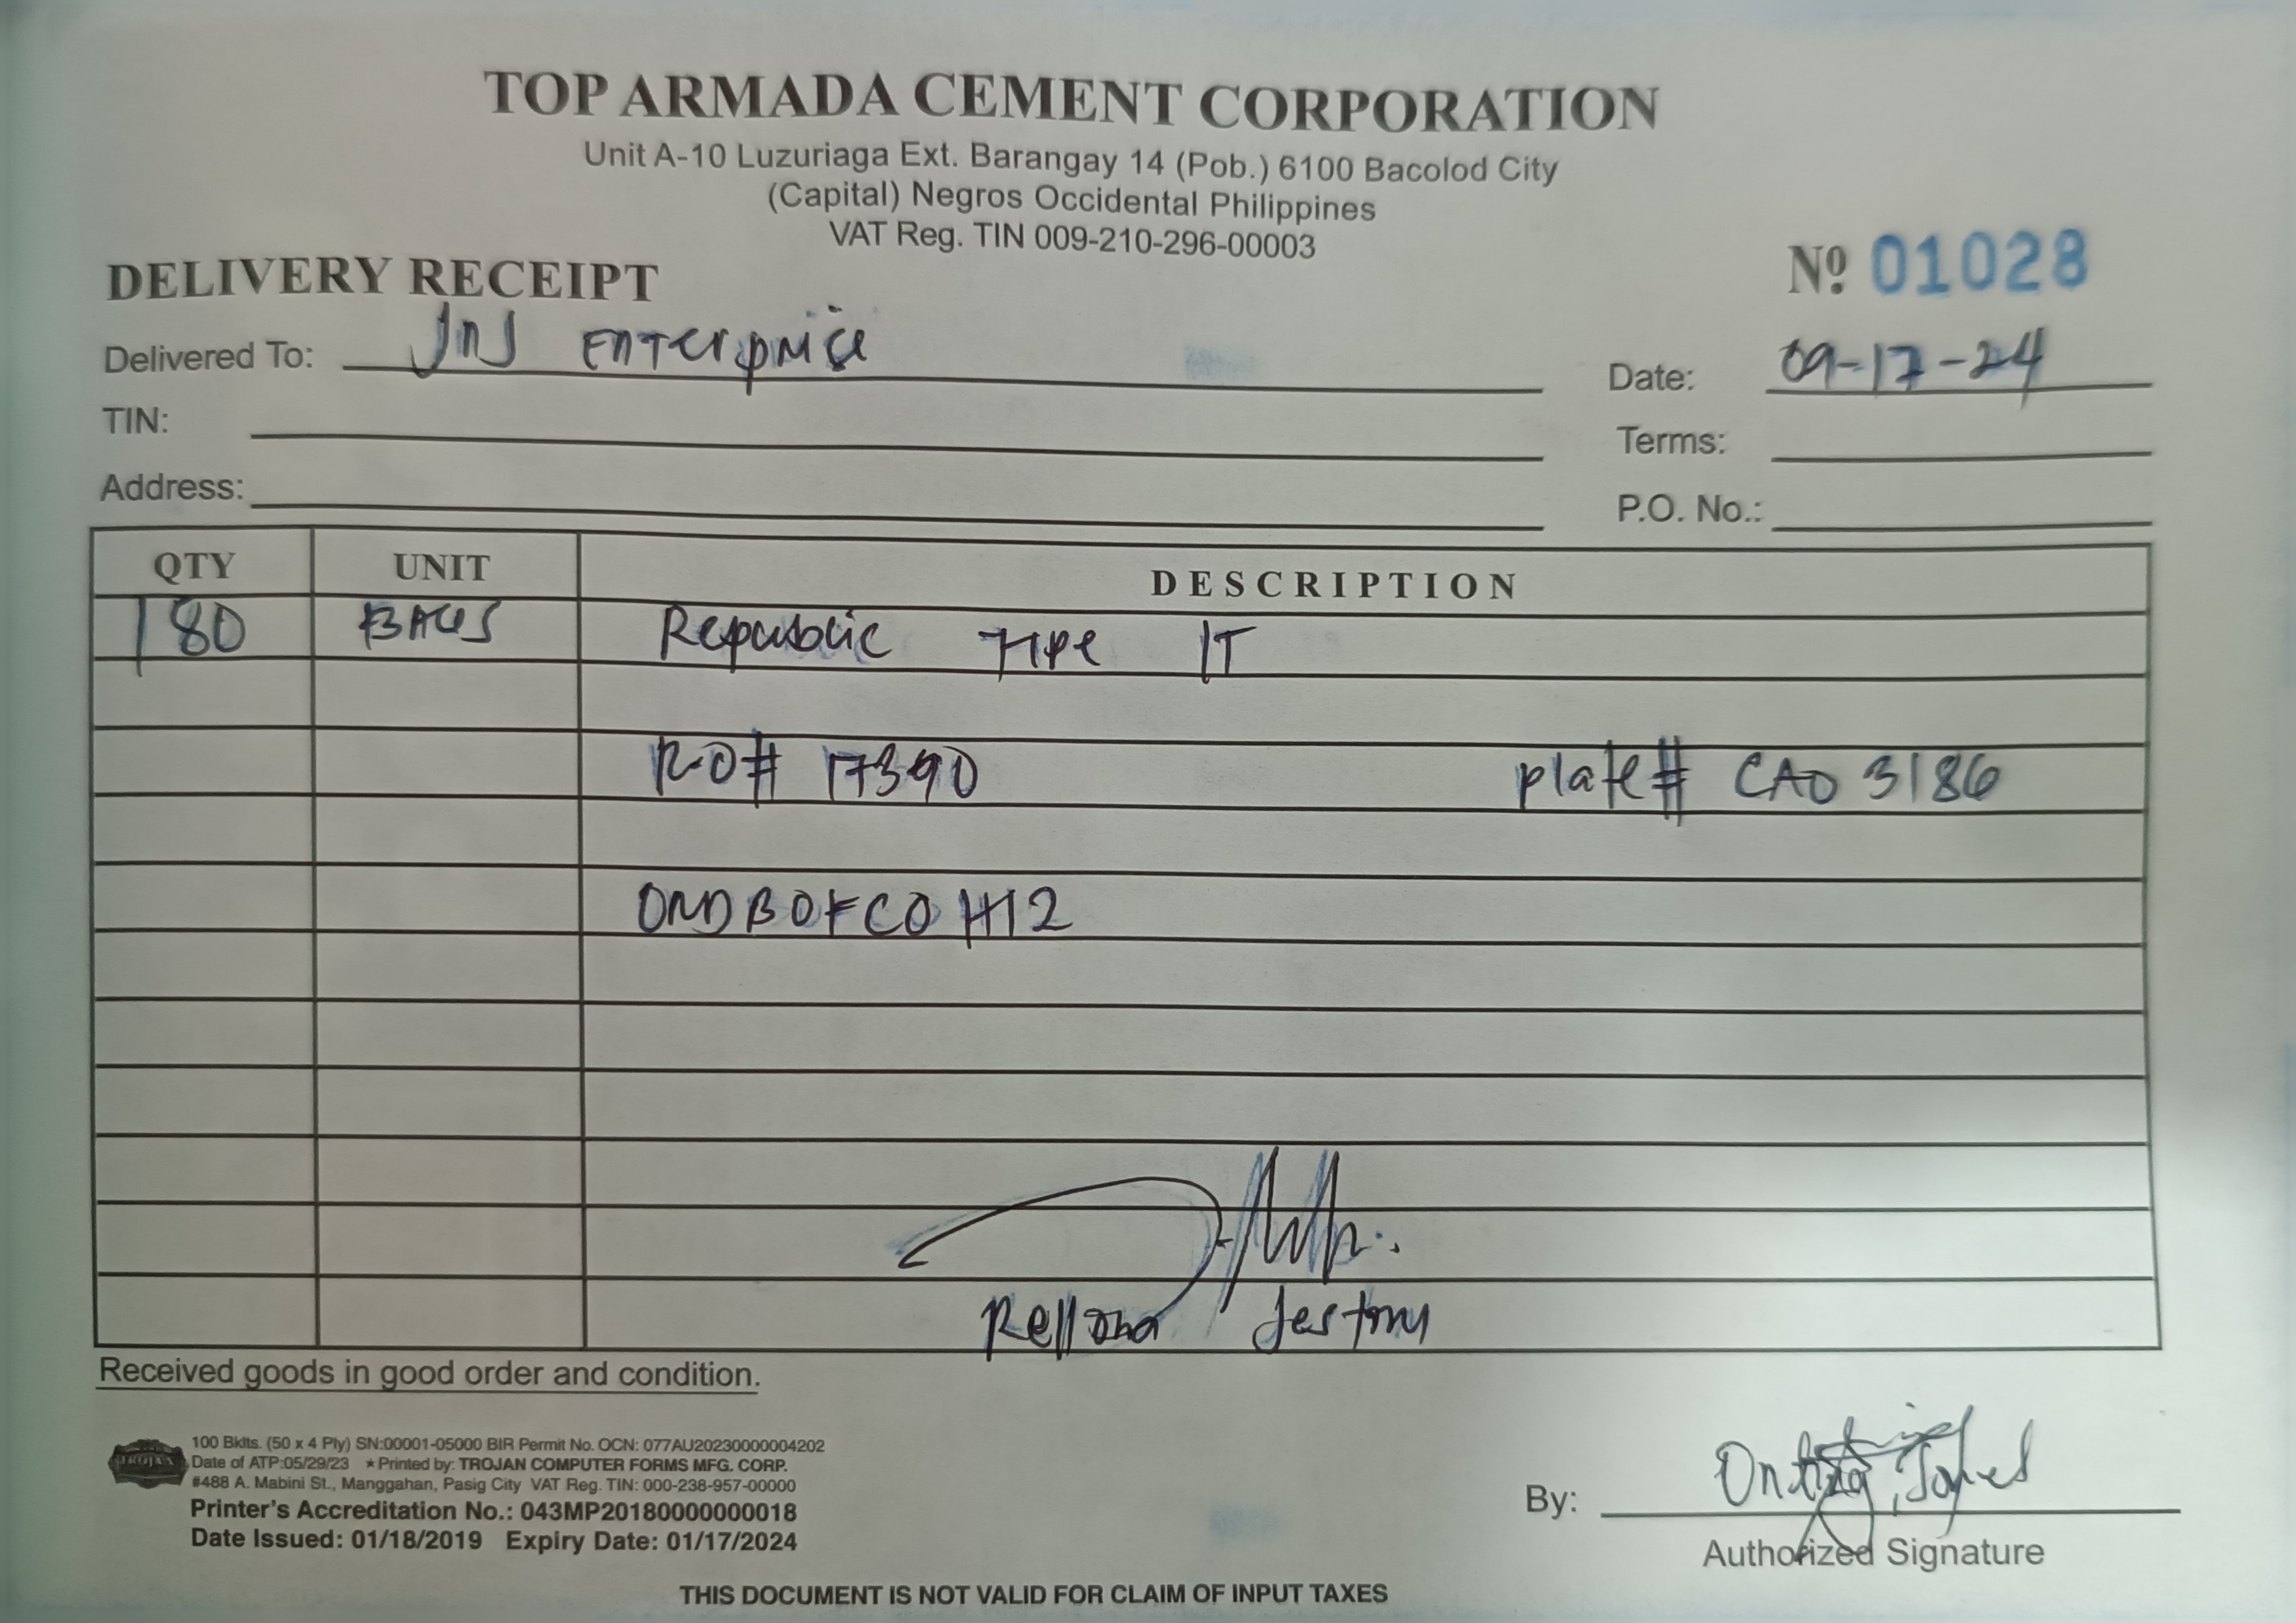 TOP ARMADA CEMENT CORPORATION
Unit A-10 Luzuriaga Ext. Barangay 14 (Pob.) 6100 Bacolod City
(Capital) Negros Occidental Philippines
VAT Reg. TIN 009-210-296-00003
DELIVERY RECEIPT
Nº 01028
Delivered To: JNJ Enterprise
Date: 09-17-24
TIN:
Terms:
Address:
P.O. No.:
QTY UNIT DESCRIPTION
180 BAGS Republic Type 1T
R.O# 17390 plate# CAO 3186
ONDBOFCOH12
Rellona Jestony
Received goods in good order and condition.
TROJAN
100 Bklts. (50 x 4 Ply) SN:00001-05000 BIR Permit No. OCN: 077AU20230000004202
Date of ATP:05/29/23 ★Printed by: TROJAN COMPUTER FORMS MFG. CORP.
#488 A. Mabini St., Manggahan, Pasig City VAT Reg. TIN: 000-238-957-00000
Printer's Accreditation No.: 043MP20180000000018
Date Issued: 01/18/2019 Expiry Date: 01/17/2024
By:
Authorized Signature
THIS DOCUMENT IS NOT VALID FOR CLAIM OF INPUT TAXES